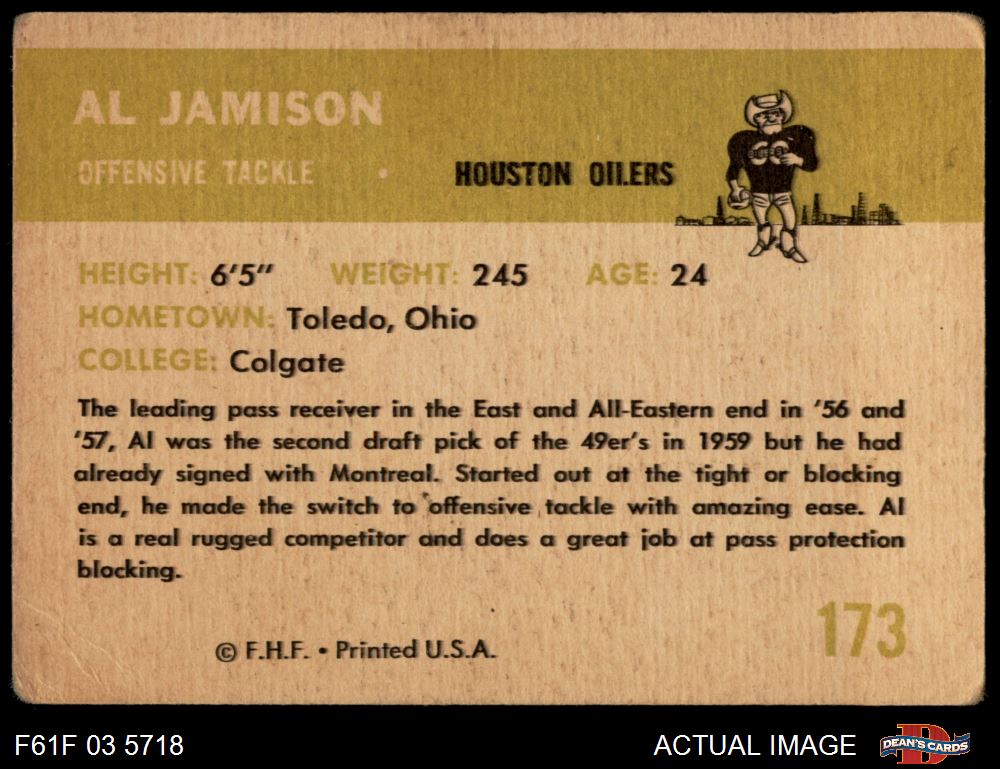 AL JAMISON
OFFENSIVE TACKLE • HOUSTON OILERS
HEIGHT: 6'5" WEIGHT: 245 AGE: 24
HOMETOWN: Toledo, Ohio
COLLEGE: Colgate
The leading pass receiver in the East and All-Eastern end in '56 and
'57, Al was the second draft pick of the 49er's in 1959 but he had
already signed with Montreal. Started out at the tight or blocking
end, he made the switch to offensive tackle with amazing ease. Al
is a real rugged competitor and does a great job at pass protection
blocking.
173
© F.H.F. • Printed U.S.A.
F61F 03 5718
ACTUAL IMAGE
DEAN'S CARDS